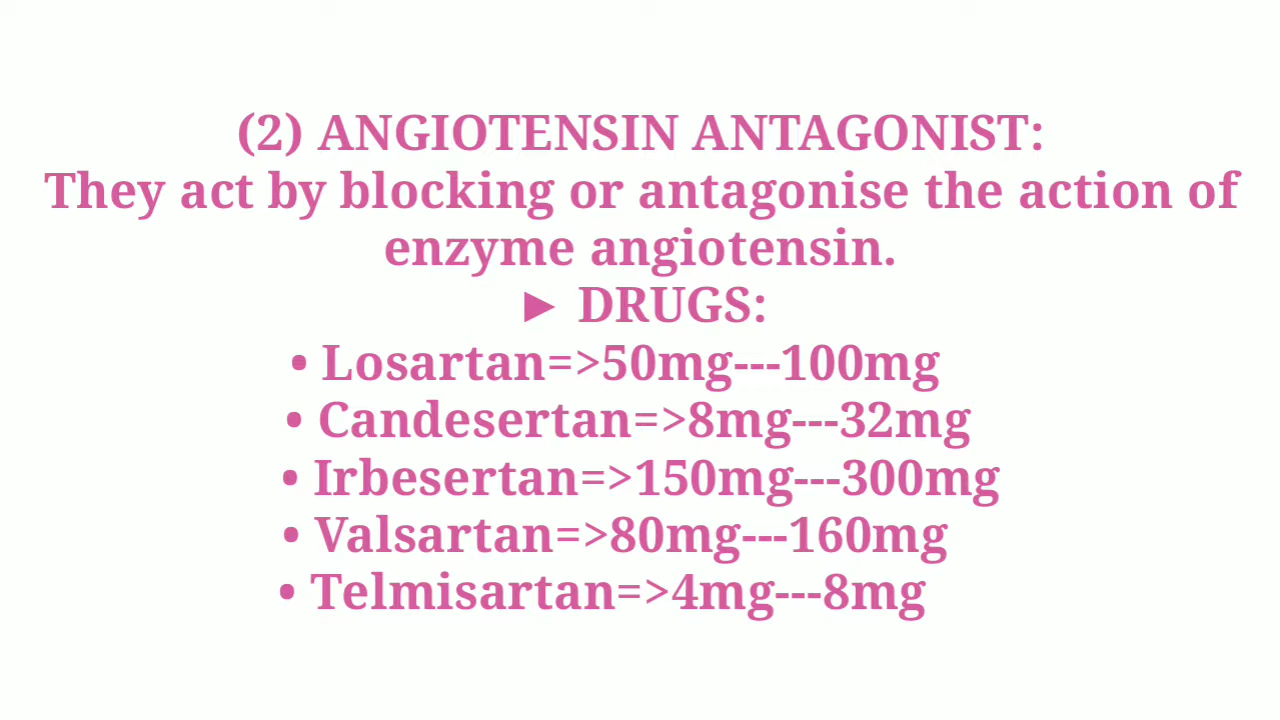 (2) ANGIOTENSIN ANTAGONIST:
They act by blocking or antagonise the action of
enzyme angiotensin.
► DRUGS:
• Losartan=>50mg---100mg
• Candesertan=>8mg---32mg
• Irbesertan=>150mg---300mg
• Valsartan=>80mg---160mg
• Telmisartan=>4mg---8mg